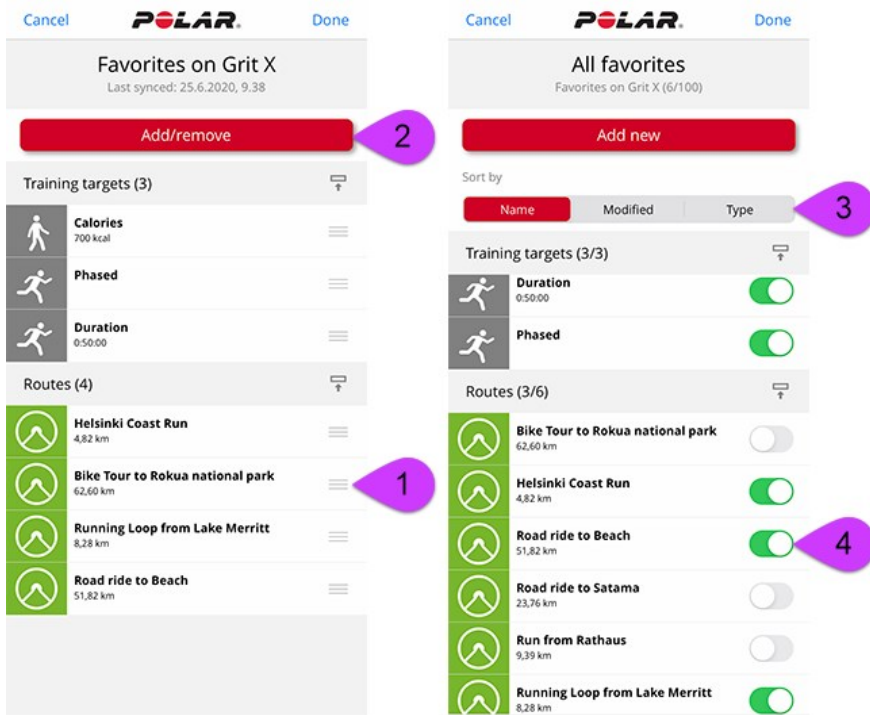 Cancel
POLAR.
Done
Favorites on Grit X
Last synced: 25.6.2020, 9.38
Add/remove
2
Training targets (3)
Calories
700 kcal
Phased
Duration
0:50:00
Routes (4)
Helsinki Coast Run
4,82 km
Bike Tour to Rokua national park
62,60 km
1
Running Loop from Lake Merritt
8,28 km
Road ride to Beach
51,82 km
Cancel
POLAR.
Done
All favorites
Favorites on Grit X (6/100)
Add new
Sort by
Name Modified Type
3
Training targets (3/3)
Duration
0:50:00
Phased
Routes (3/6)
Bike Tour to Rokua national park
62,60 km
Helsinki Coast Run
4,82 km
Road ride to Beach
51,82 km
4
Road ride to Satama
23,76 km
Run from Rathaus
9,39 km
Running Loop from Lake Merritt
8,28 km